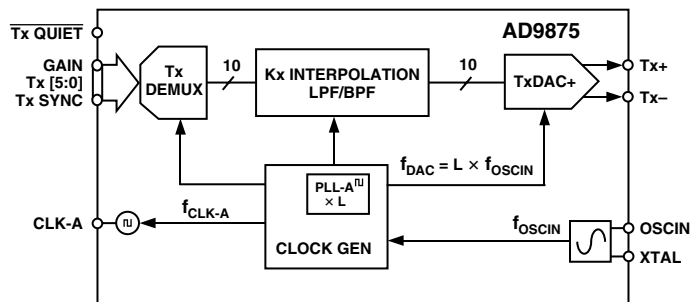 Tx QUIET
AD9875
GAIN
Tx [5:0]
Tx SYNC
Tx
DEMUX
10
Kx INTERPOLATION
LPF/BPF
10
TxDAC+
Tx+
Tx–
fDAC = L × fOSCIN
PLL-A
× L
CLK-A
fCLK-A
CLOCK GEN
fOSCIN
OSCIN
XTAL